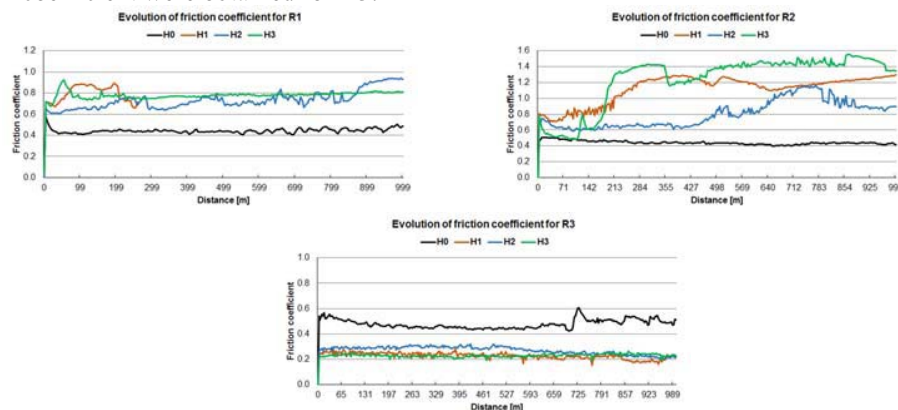 Evolution of friction coefficient for R1
H0 H1 H2 H3
Friction coefficient
1.2
1.0
0.8
0.6
0.4
0.2
0.0
0 99 199 299 399 499 599 699 799 899 999
Distance [m]
Evolution of friction coefficient for R2
H0 H1 H2 H3
Friction coefficient
1.6
1.4
1.2
1.0
0.8
0.6
0.4
0.2
0.0
0 71 142 213 284 355 427 498 569 640 712 783 854 925 99
Distance [m]
Evolution of friction coefficient for R3
H0 H1 H2 H3
Friction coefficient
1.0
0.8
0.6
0.4
0.2
0.0
0 65 131 197 263 329 395 461 527 593 659 725 791 857 923 989
Distance [m]